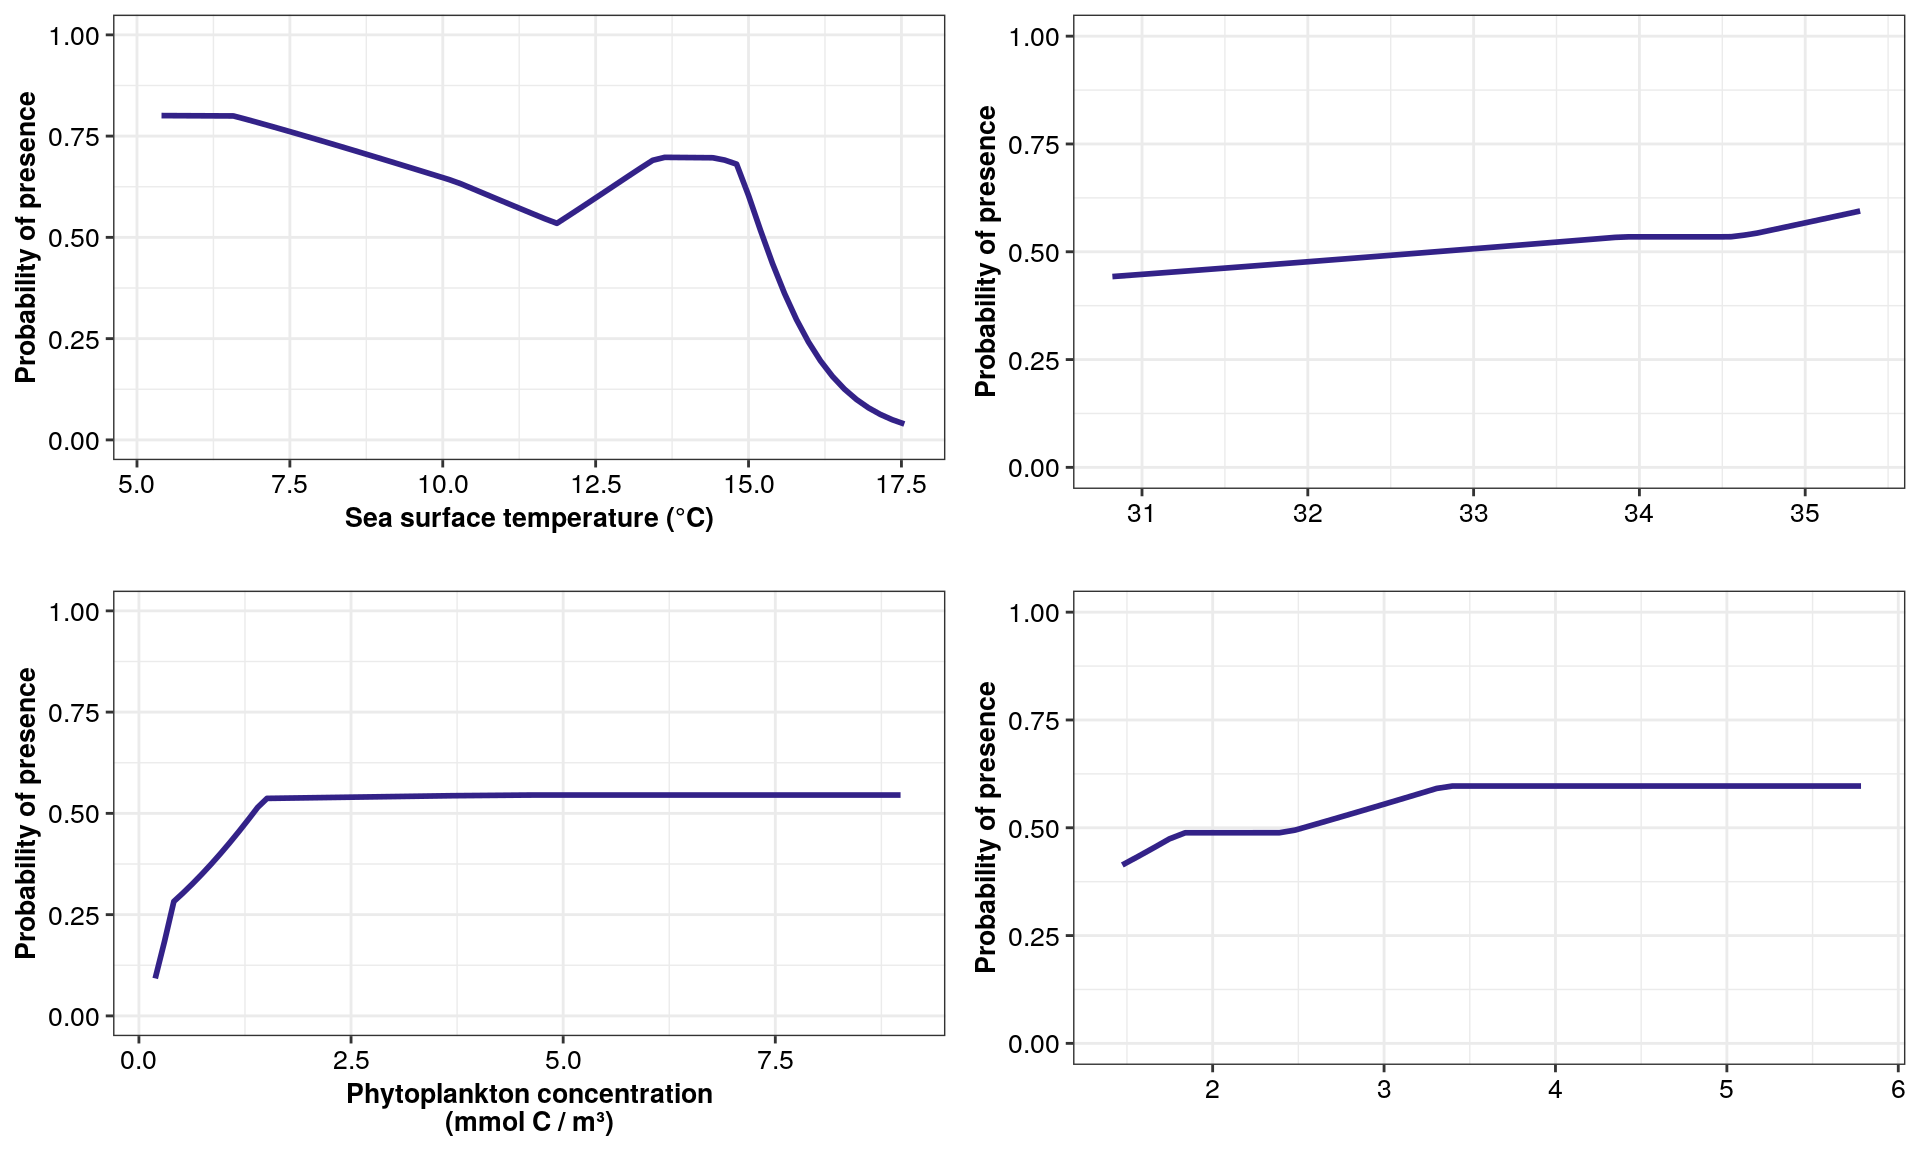 Probability of presence
1.00
0.75
0.50
0.25
0.00
5.0 7.5 10.0 12.5 15.0 17.5
Sea surface temperature (°C)
Probability of presence
1.00
0.75
0.50
0.25
0.00
31 32 33 34 35
Probability of presence
1.00
0.75
0.50
0.25
0.00
0.0 2.5 5.0 7.5
Phytoplankton concentration
(mmol C / m³)
Probability of presence
1.00
0.75
0.50
0.25
0.00
2 3 4 5 6